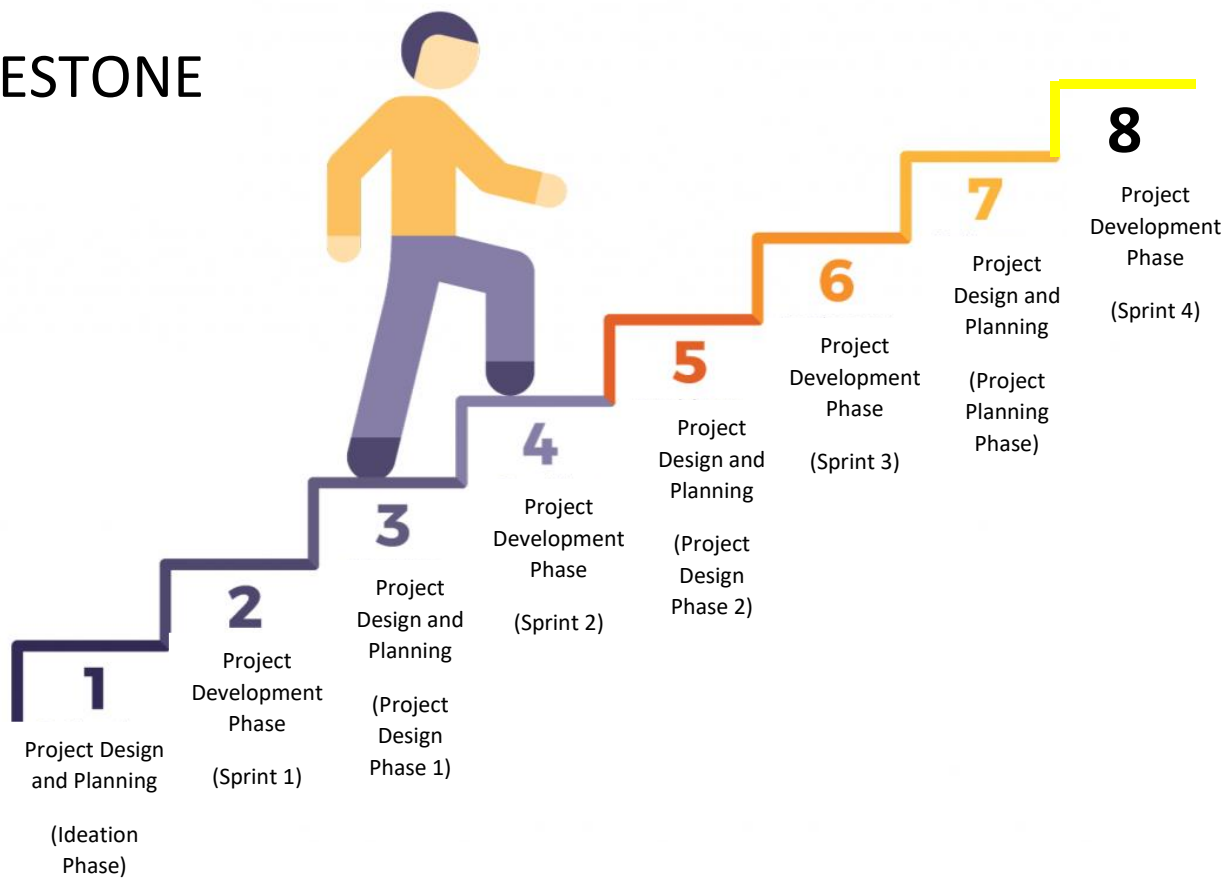 ESTONE
1
Project Design
and Planning
(Ideation
Phase)
2
Project
Development
Phase
(Sprint 1)
3
Project
Design and
Planning
(Project
Design
Phase 1)
4
Project
Development
Phase
(Sprint 2)
5
Project
Design and
Planning
(Project
Design
Phase 2)
6
Project
Development
Phase
(Sprint 3)
7
Project
Design and
Planning
(Project
Planning
Phase)
8
Project
Development
Phase
(Sprint 4)